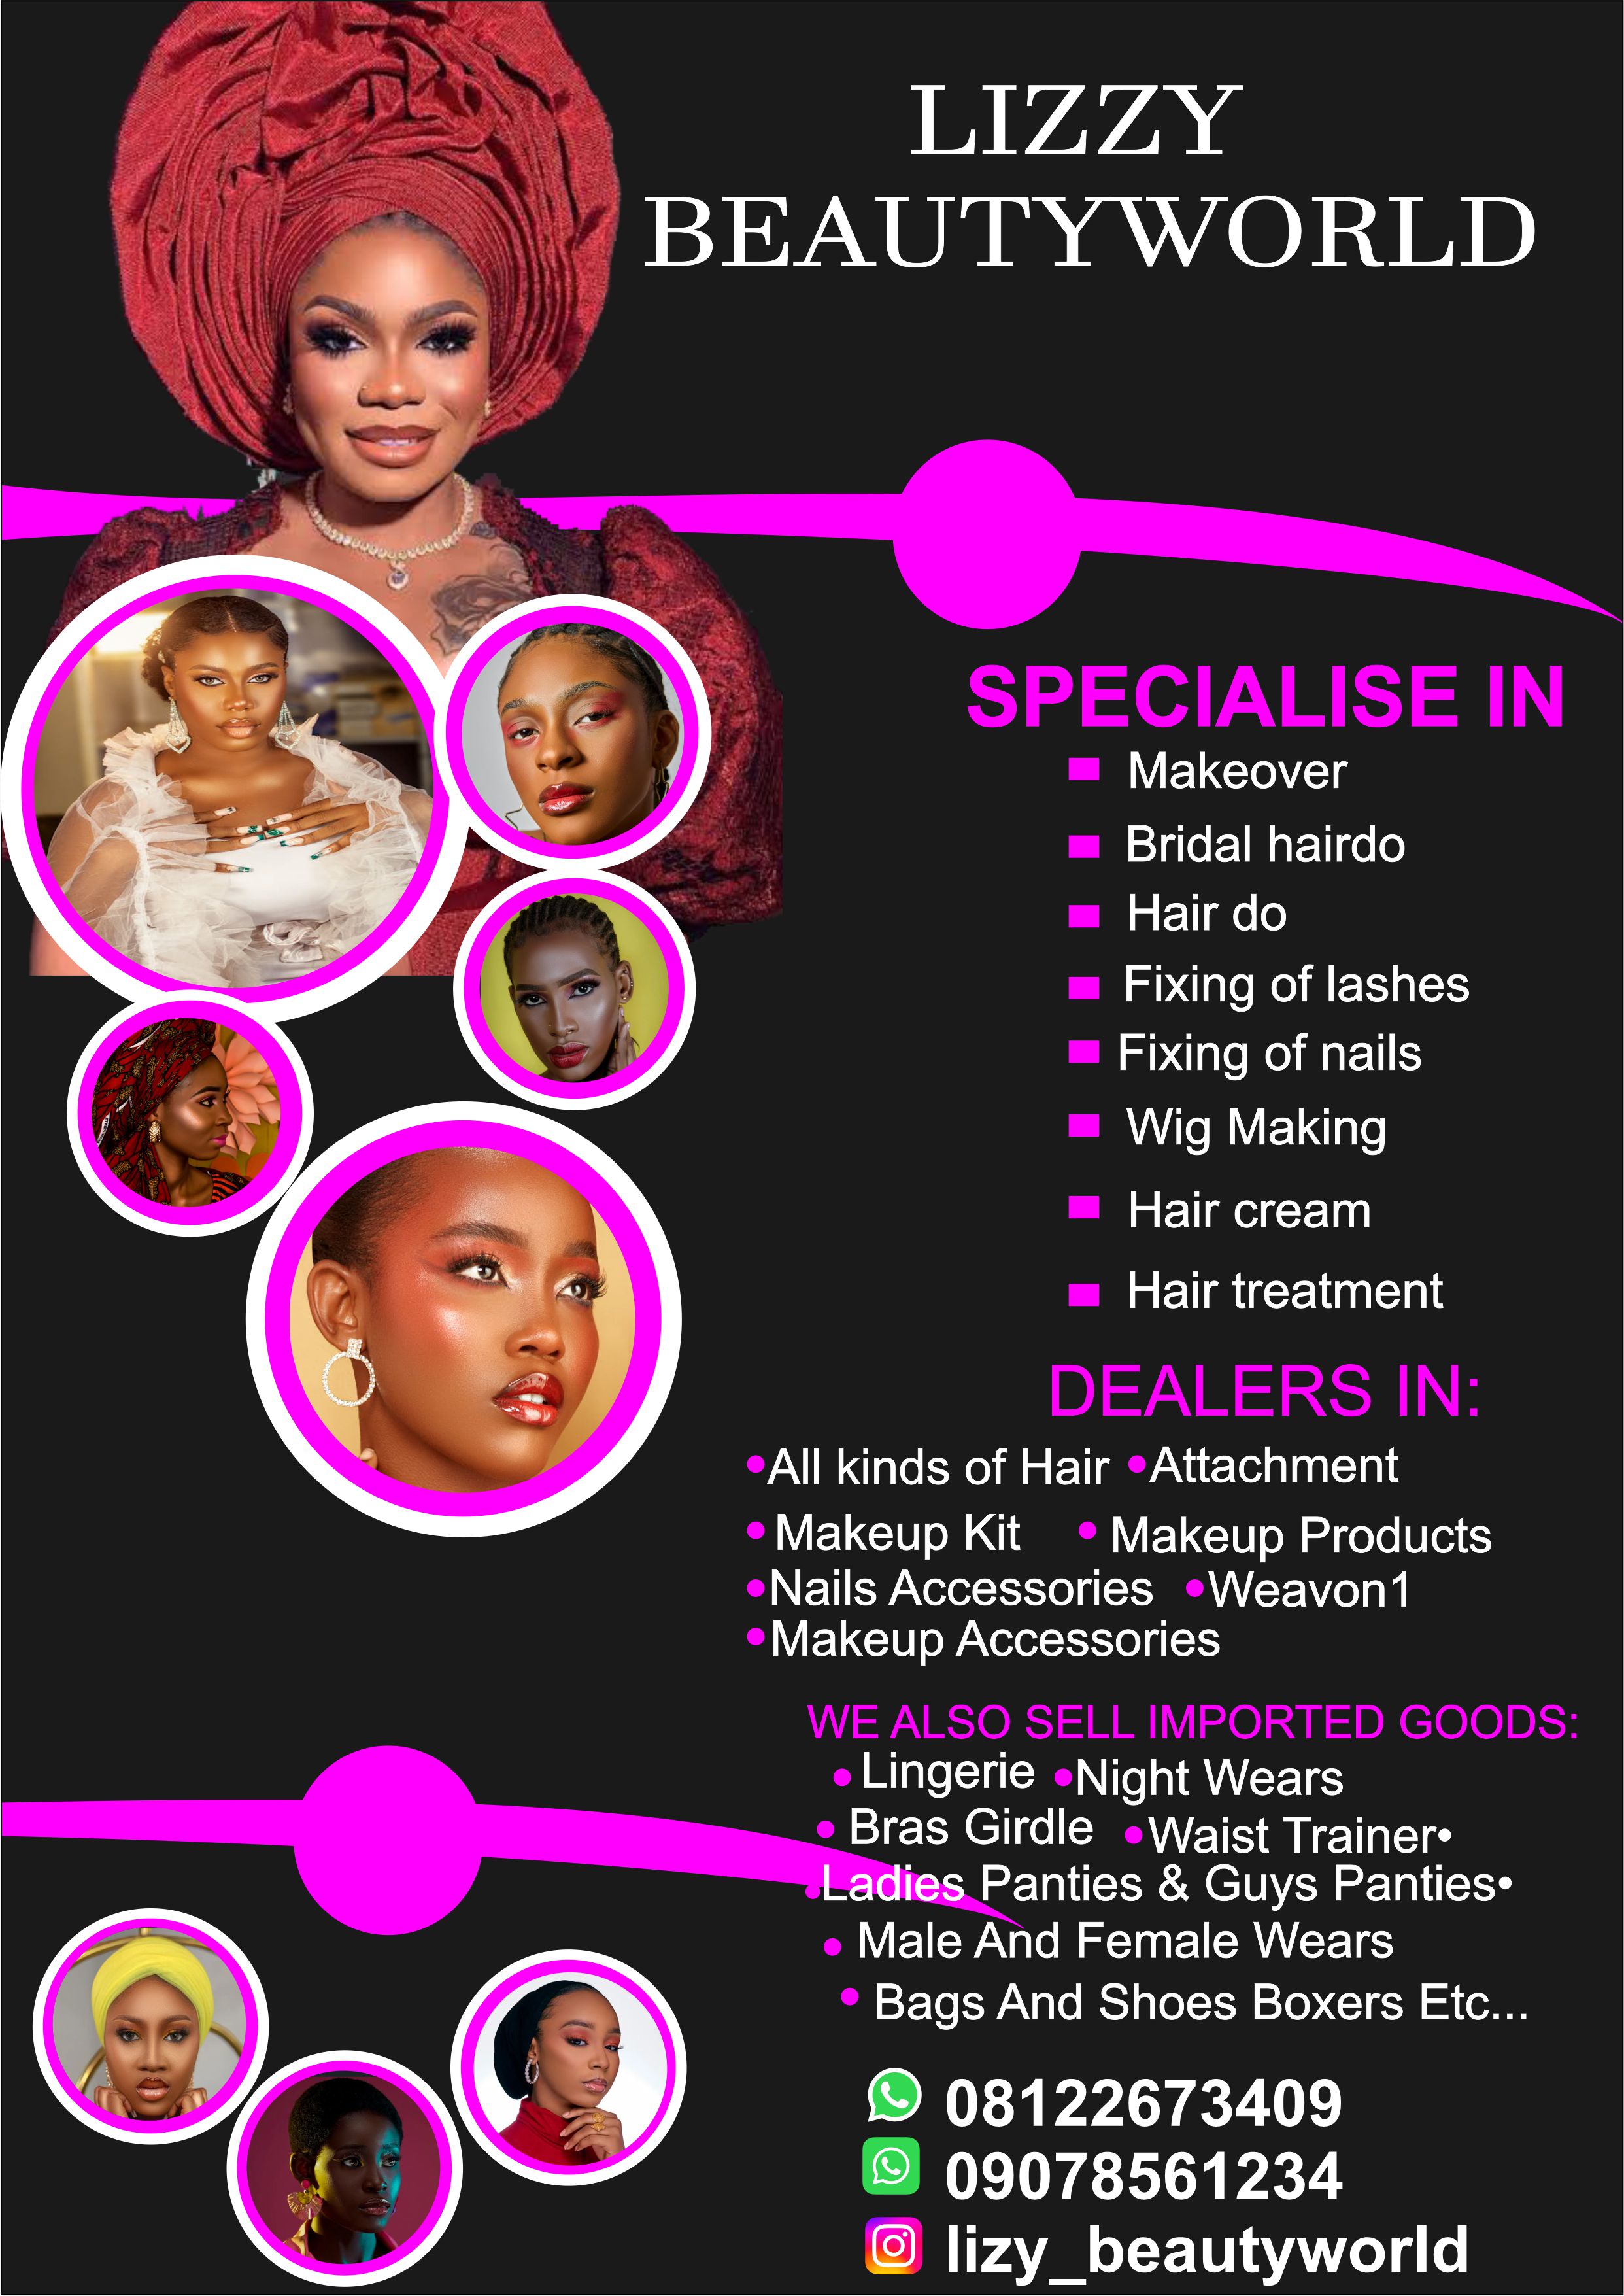 LIZZY
BEAUTYWORLD
SPECIALISE IN
Makeover
Bridal hairdo
Hair do
Fixing of lashes
Fixing of nails
Wig Making
Hair cream
Hair treatment
DEALERS IN:
•All kinds of Hair •Attachment
• Makeup Kit • Makeup Products
•Nails Accessories •Weavon1
•Makeup Accessories
WE ALSO SELL IMPORTED GOODS:
• Lingerie •Night Wears
• Bras Girdle •Waist Trainer•
•Ladies Panties & Guys Panties•
• Male And Female Wears
• Bags And Shoes Boxers Etc...
08122673409
09078561234
lizy_beautyworld